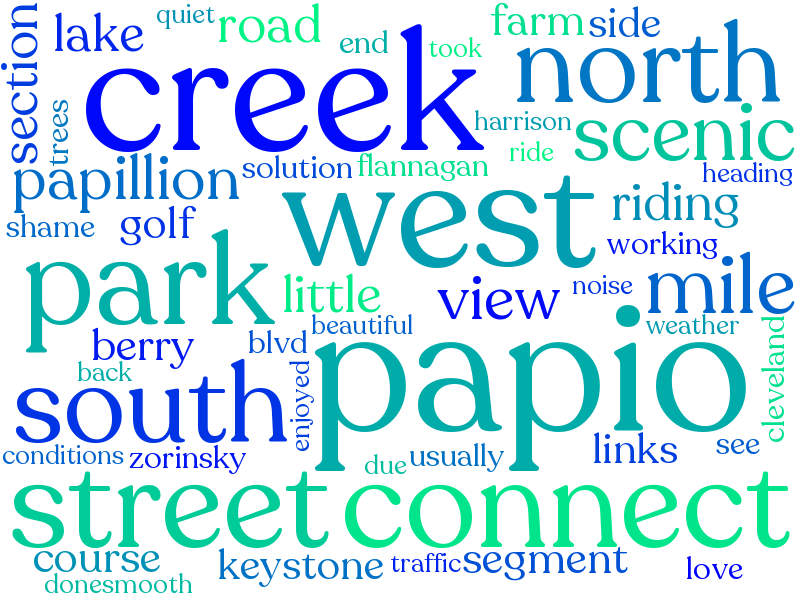 quiet
lake
road
farm
side
section
end
took
creek
north
trees
harrison
scenic
papillion
solution
flannagan
ride
heading
shame
golf
west
riding
working
park
little
view
noise
mile
berry
blvd
beautiful
papio
weather
back
south
enjoyed
cleveland
conditions
zorinsky
due
usually
links
see
street
connect
course
keystone
traffic
segment
love
donesmooth